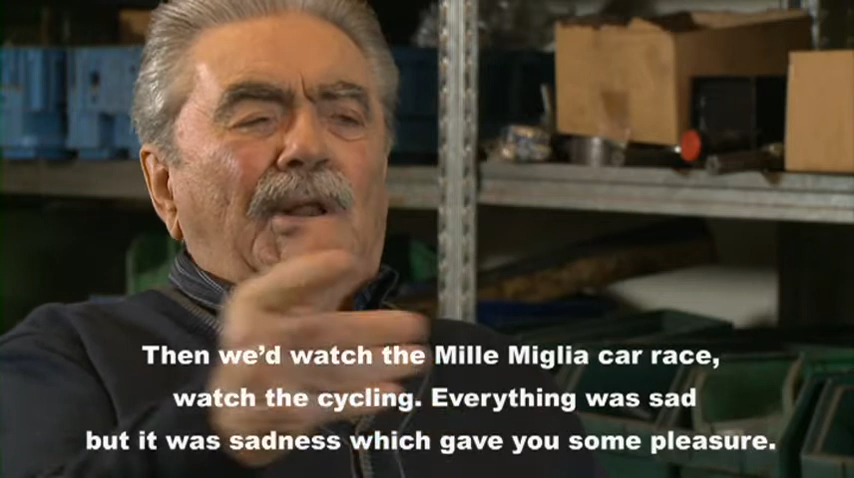 Then we'd watch the Mille Miglia car race,
watch the cycling. Everything was sad
but it was sadness which gave you some pleasure.